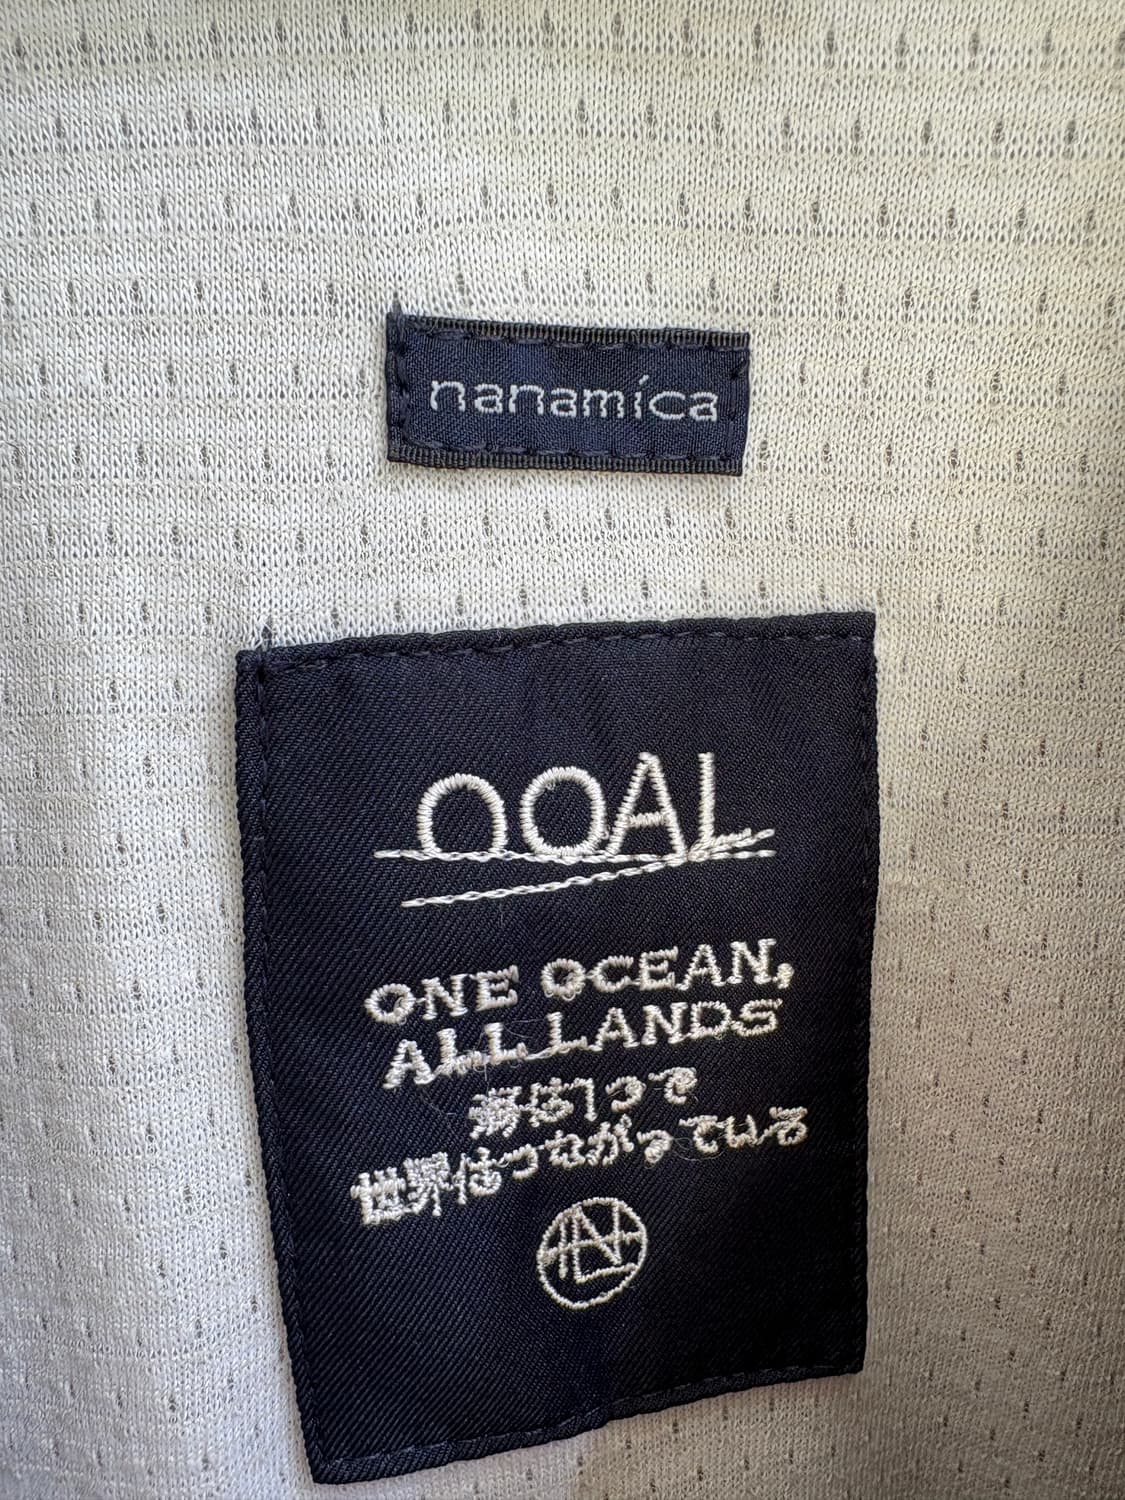 nanamica
OOAL
ONE OCEAN,
ALL LANDS
海は1つで
世界はつながっている